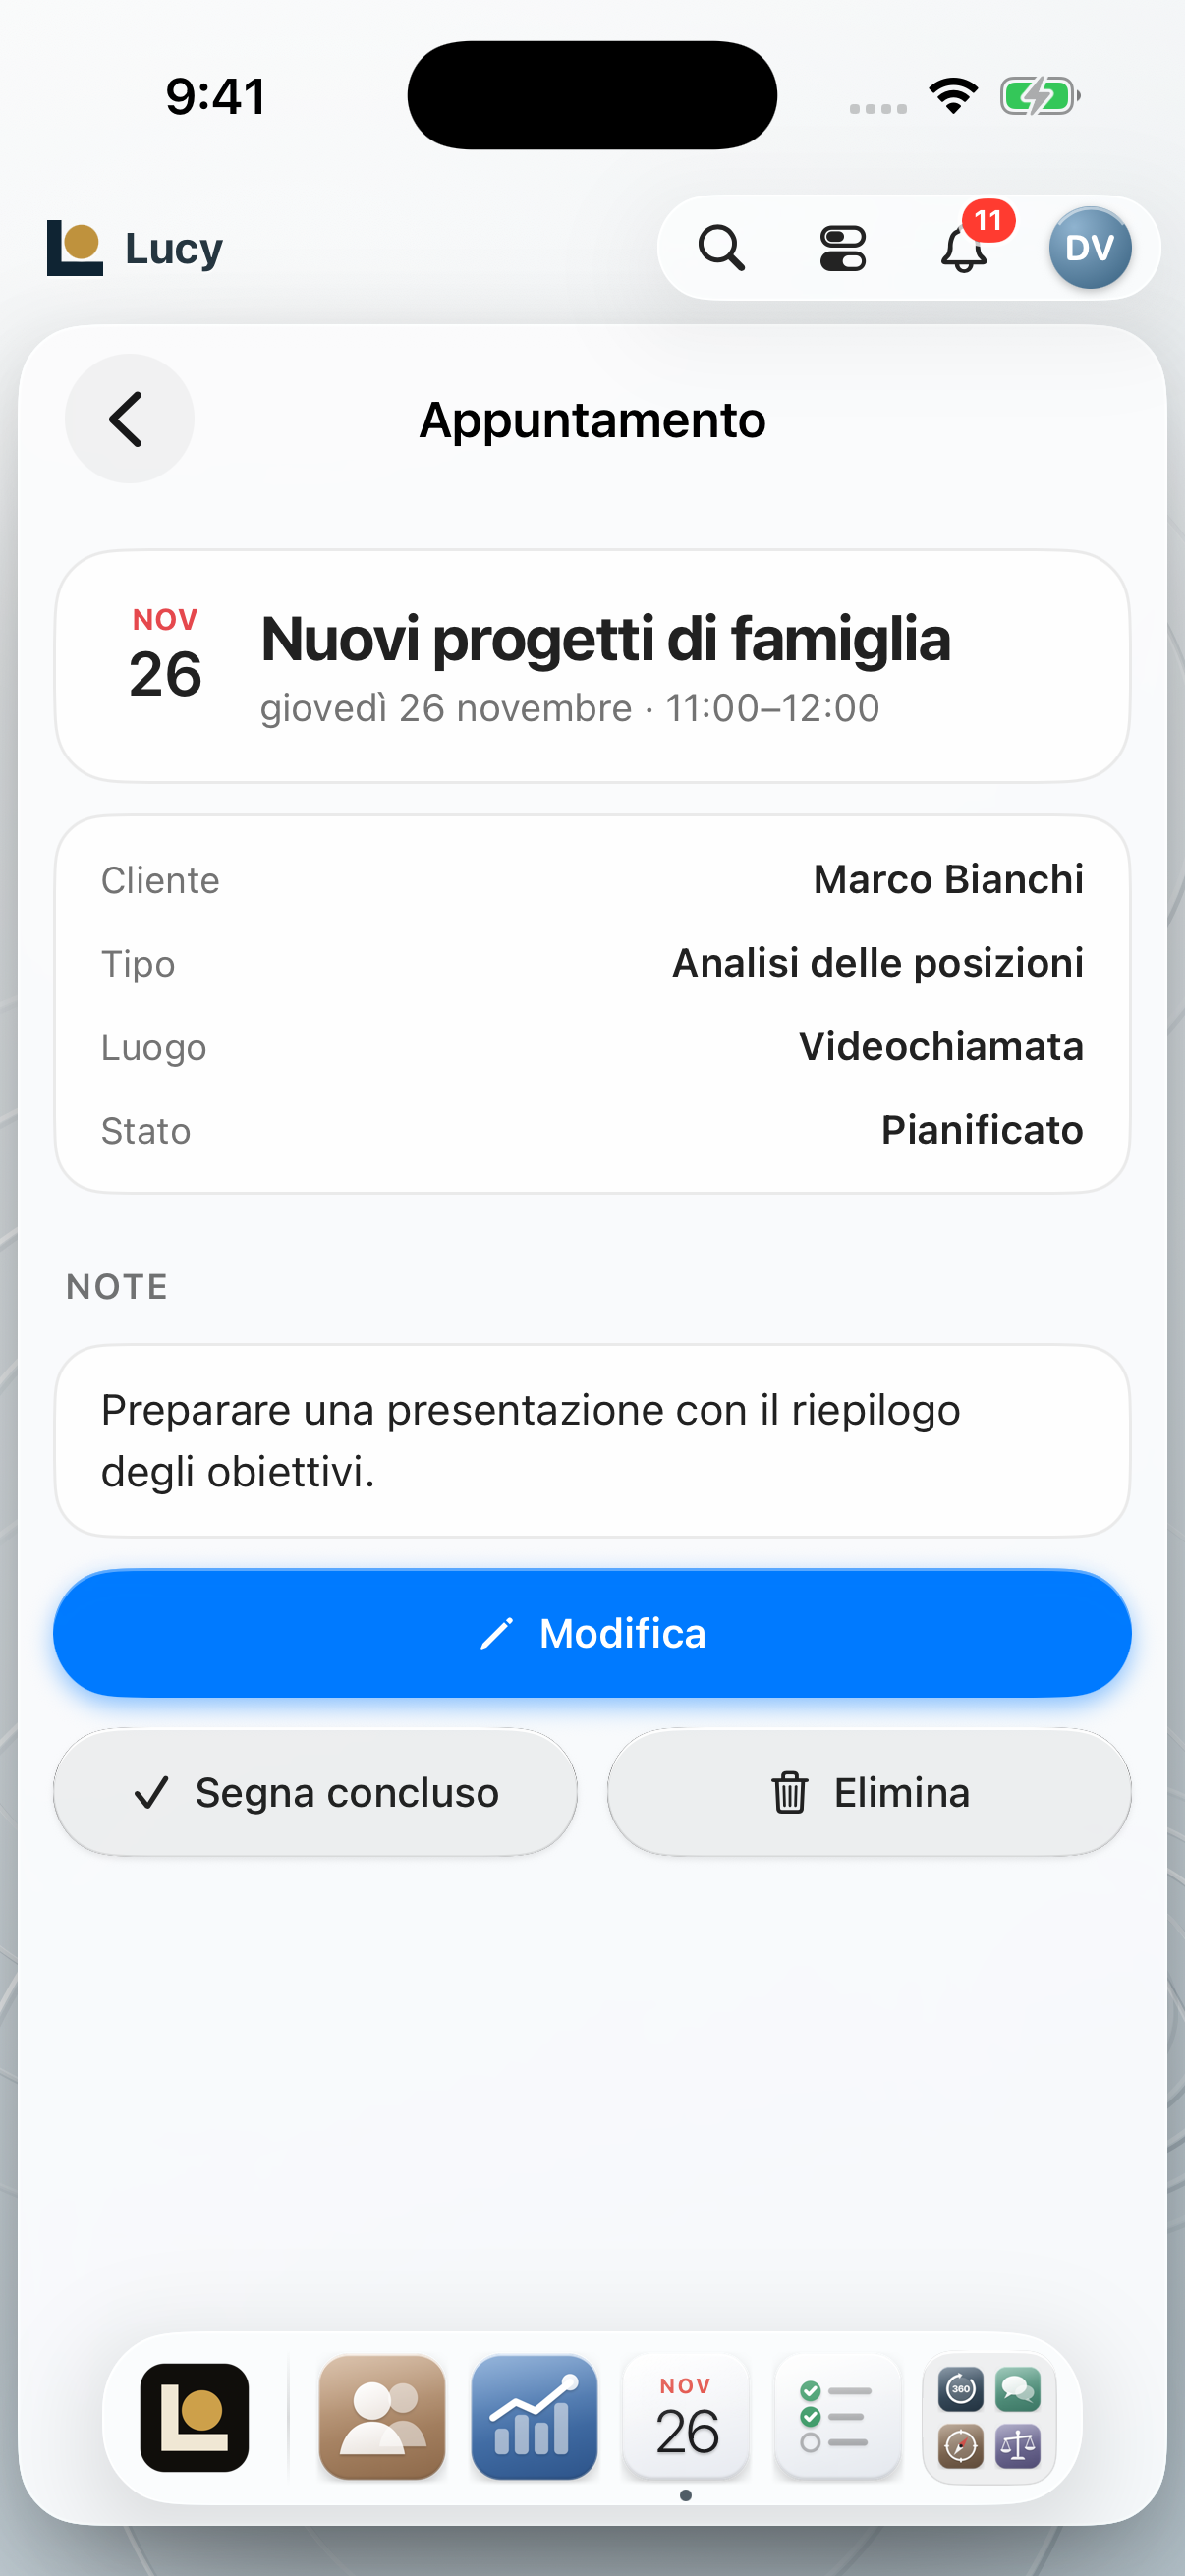 9:41
Lucy
11
DV
Appuntamento
NOV
26
Nuovi progetti di famiglia
giovedì 26 novembre · 11:00–12:00
Cliente
Marco Bianchi
Tipo
Analisi delle posizioni
Luogo
Videochiamata
Stato
Pianificato
NOTE
Preparare una presentazione con il riepilogo
degli obiettivi.
Modifica
Segna concluso
Elimina
NOV
26
360